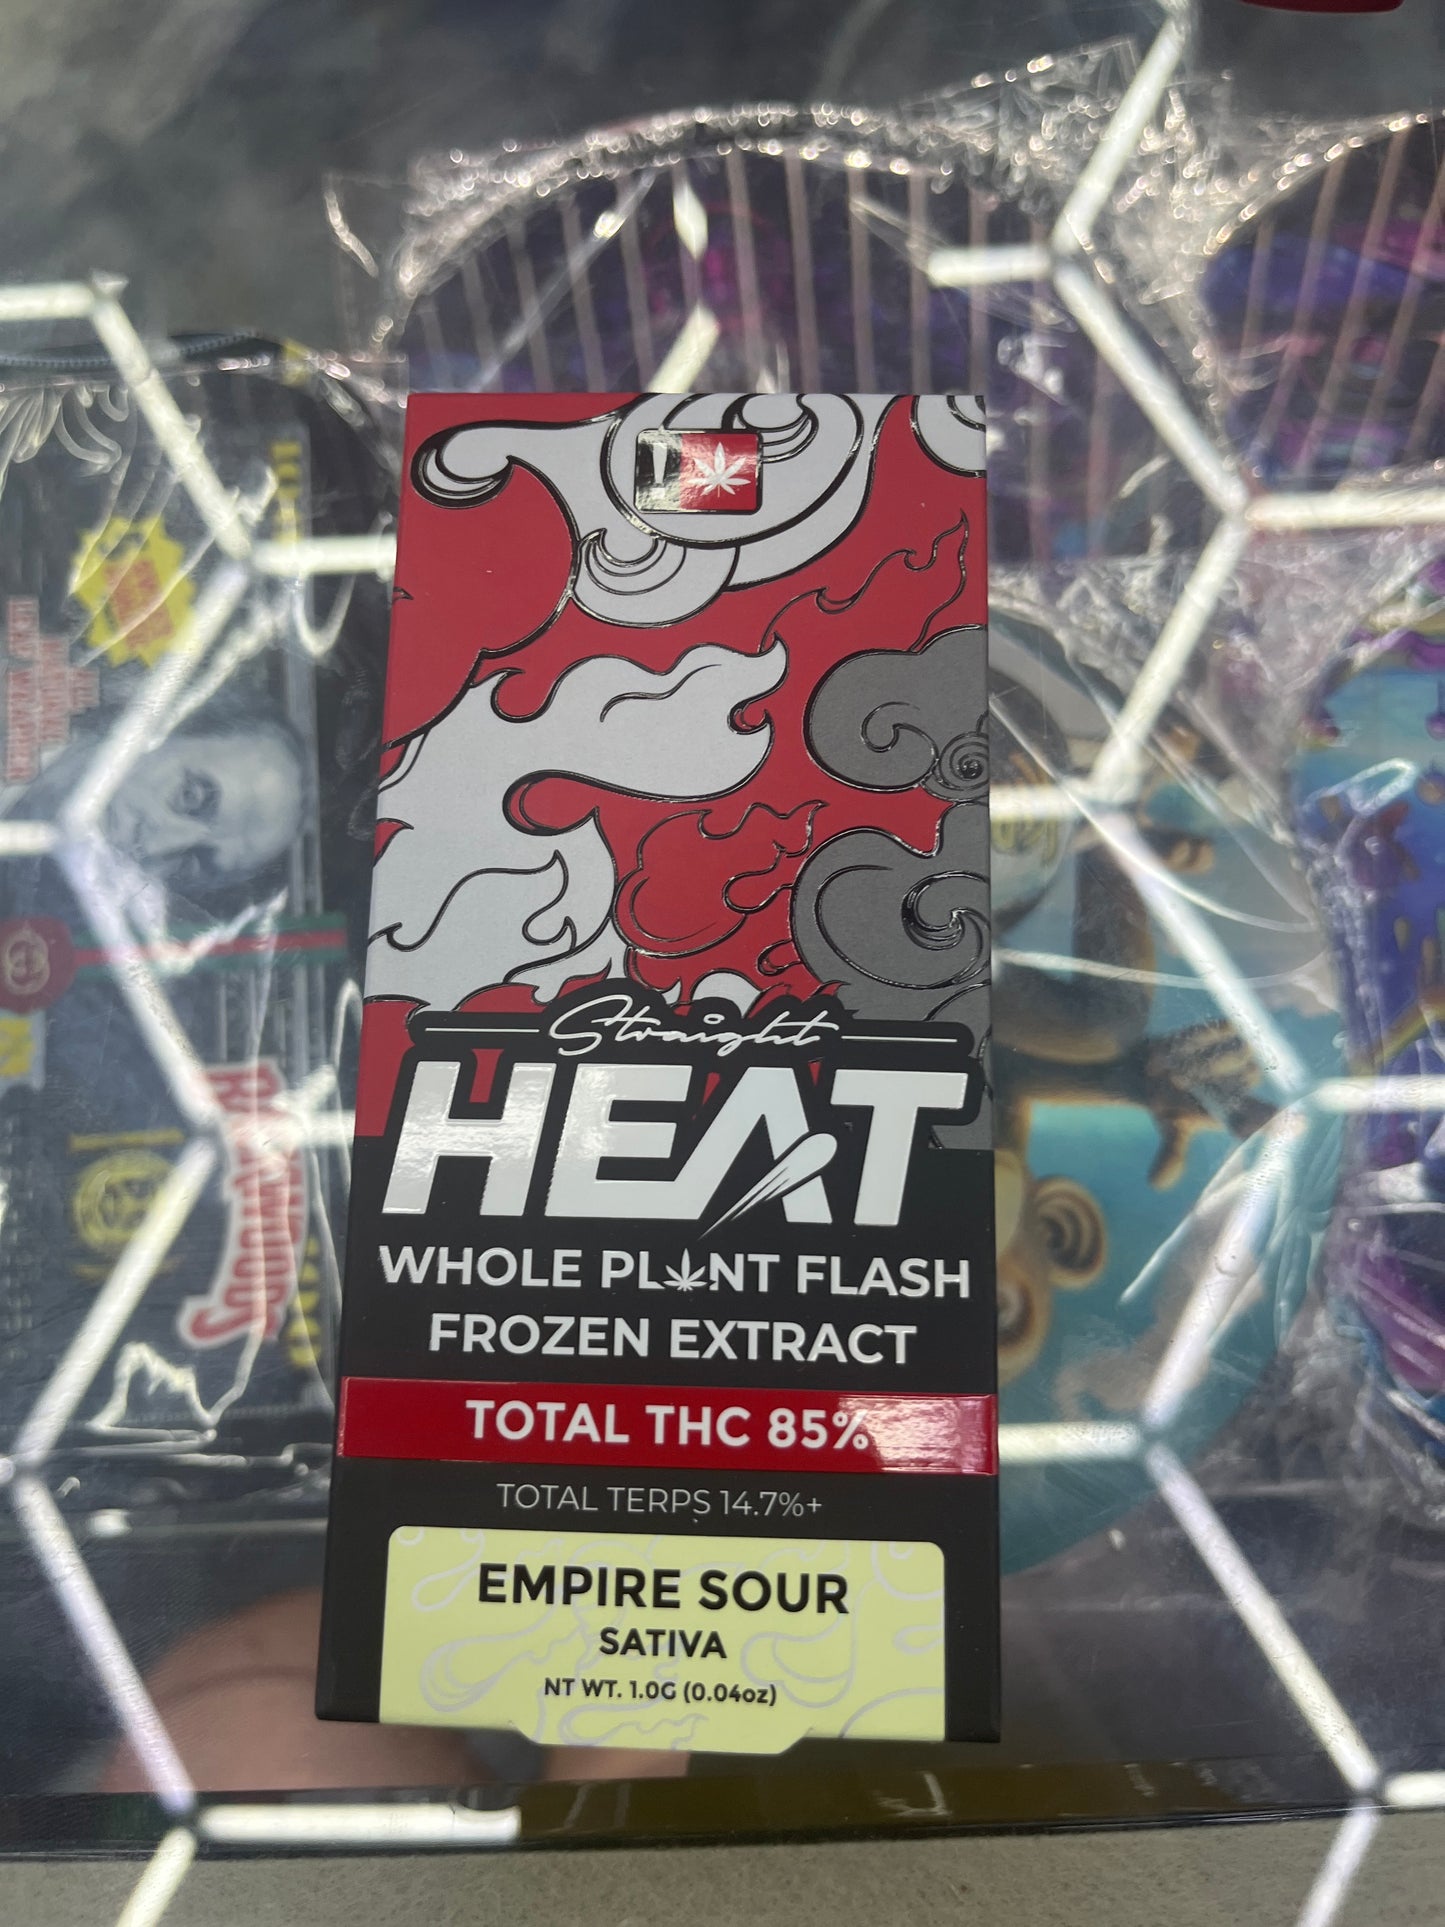 Straight
HEAT
WHOLE PLANT FLASH
FROZEN EXTRACT
TOTAL THC 85%
TOTAL TERPS 14.7%+
EMPIRE SOUR
SATIVA
NT WT. 1.0G (0.04oz)